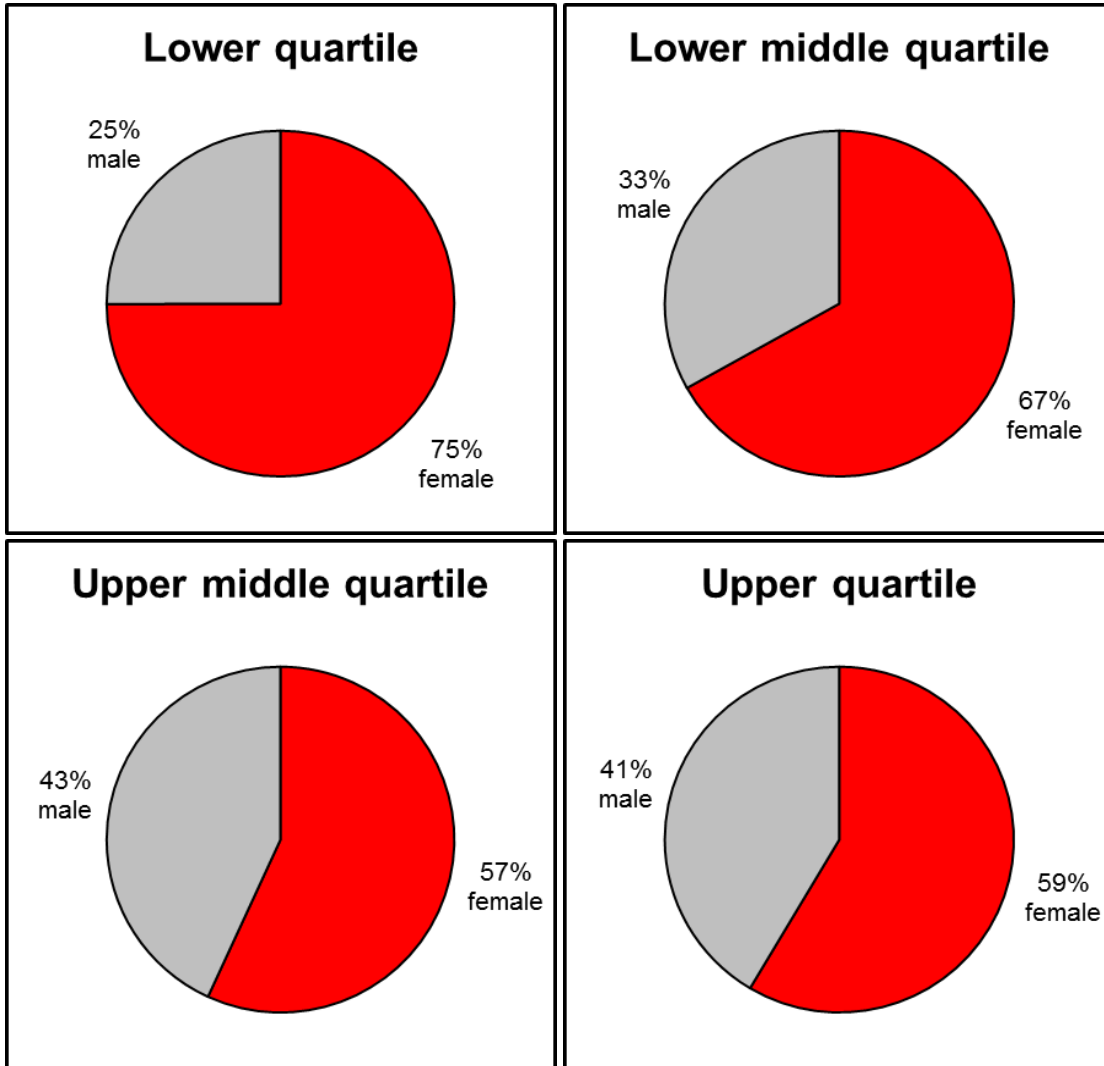 Lower quartile
25%
male
75%
female
Lower middle quartile
33%
male
67%
female
Upper middle quartile
43%
male
57%
female
Upper quartile
41%
male
59%
female